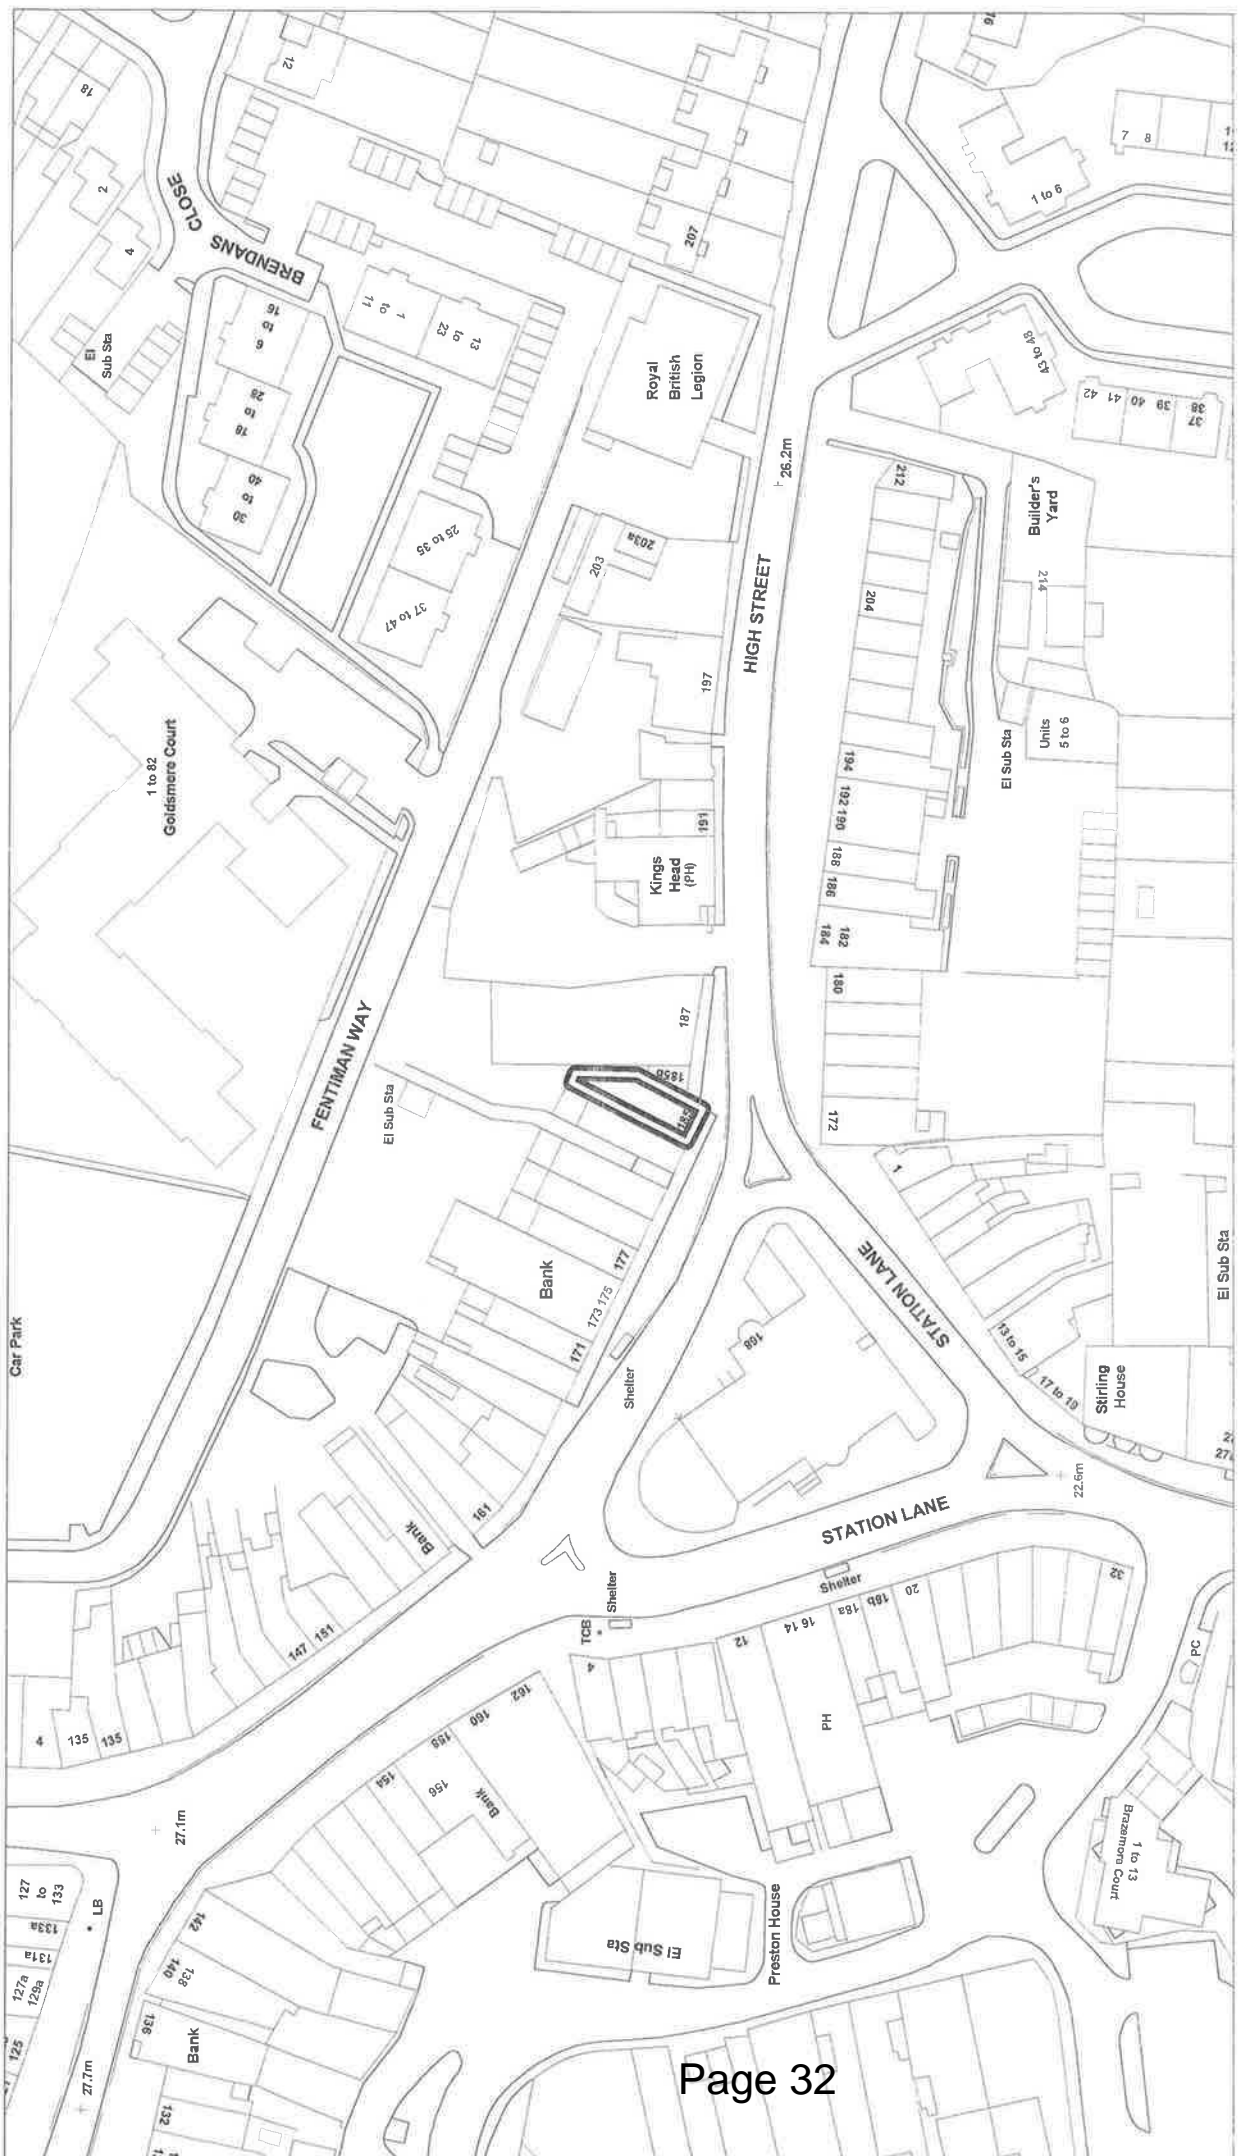 76
12
18
7 8
2
1 to 6
BRENDANS CLOSE
4
207
6
to
16
1
to
11
13
to
23
El
Sub Sta
Royal
British
Legion
43 to 48
18
to
28
42 41 40 39
38
37
26.2m
212
30
to
40
Builder's
Yard
25 to 35
203a
203
214
HIGH STREET
204
37 to 47
197
1 to 82
Goldsmere Court
El Sub Sta
Units
5 to 6
194
192 190
191
188
Kings
Head
(PH)
186
182
184
180
187
FENTIMAN WAY
185b
185
El Sub Sta
172
1
STATION LANE
El Sub Sta
177
Bank
173 175
171
168
Car Park
13 to 15
Shelter
17 to 19
Stirling
House
22.6m
161
STATION LANE
Bank
Shelter
Shelter
32
20
18b
18a
16 14
12
TCB
151
147
4
PC
4
135
135
162
160
158
PH
154
156
Bank
27.1m
1 to 13
Brazemore Court
127
to
133
LB
133a
131a
142
Preston House
El Sub Sta
127a
129a
140
138
136
125
Bank
27.7m
132
Page 32